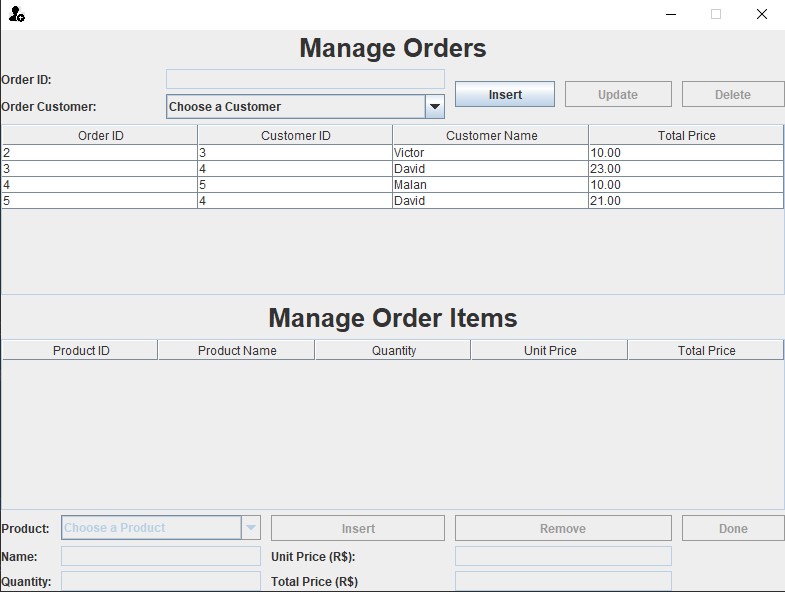 Manage Orders
Order ID:
Order Customer: Choose a Customer Insert Update Delete
Order ID Customer ID Customer Name Total Price
2 3 Victor 10.00
3 4 David 23.00
4 5 Malan 10.00
5 4 David 21.00
Manage Order Items
Product ID Product Name Quantity Unit Price Total Price
Product: Choose a Product Insert Remove Done
Name: Unit Price (R$):
Quantity: Total Price (R$)